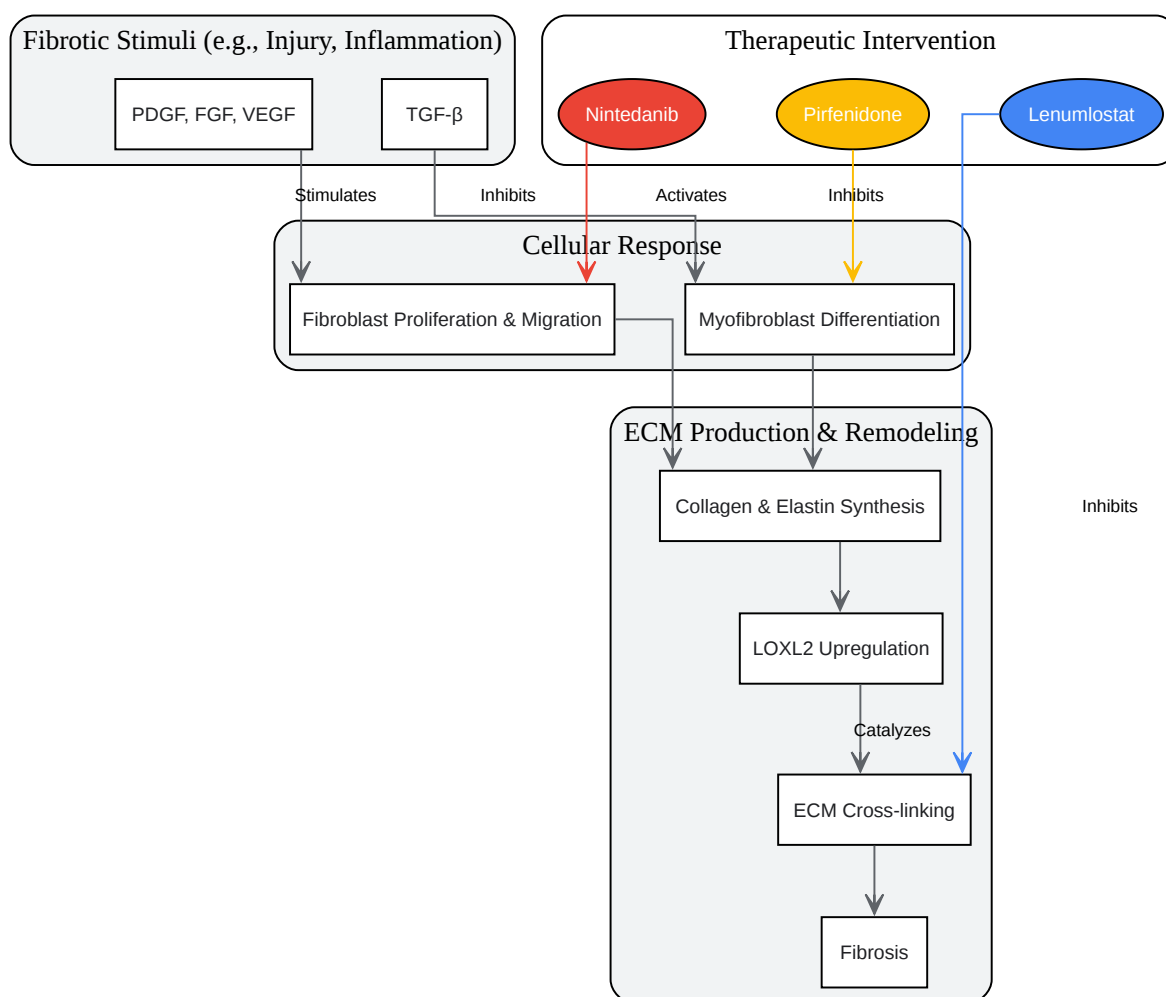 Fibrotic Stimuli (e.g., Injury, Inflammation)
Therapeutic Intervention
PDGF, FGF, VEGF
TGF-β
Nintedanib
Pirfenidone
Lenumlostat
Stimulates
Inhibits
Activates
Inhibits
Cellular Response
Fibroblast Proliferation & Migration
Myofibroblast Differentiation
ECM Production & Remodeling
Collagen & Elastin Synthesis
Inhibits
LOXL2 Upregulation
Catalyzes
ECM Cross-linking
Fibrosis